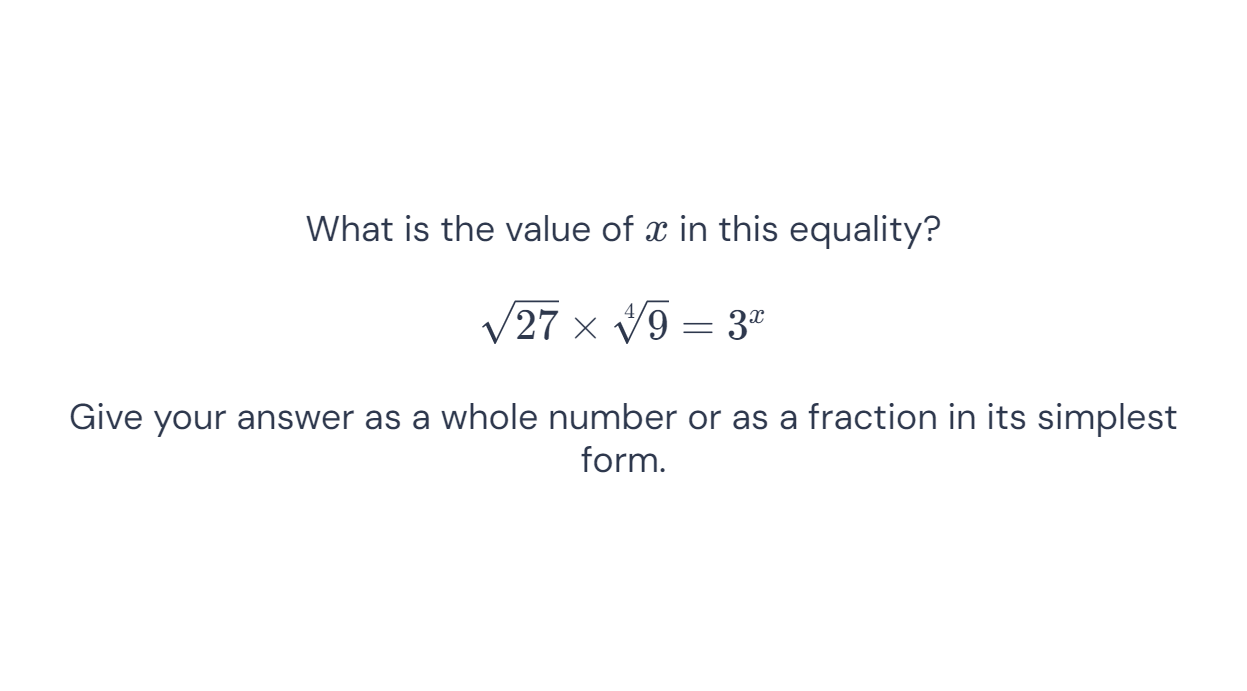 What is the value of x in this equality?
√27 × ∜9 = 3ˣ
Give your answer as a whole number or as a fraction in its simplest
form.